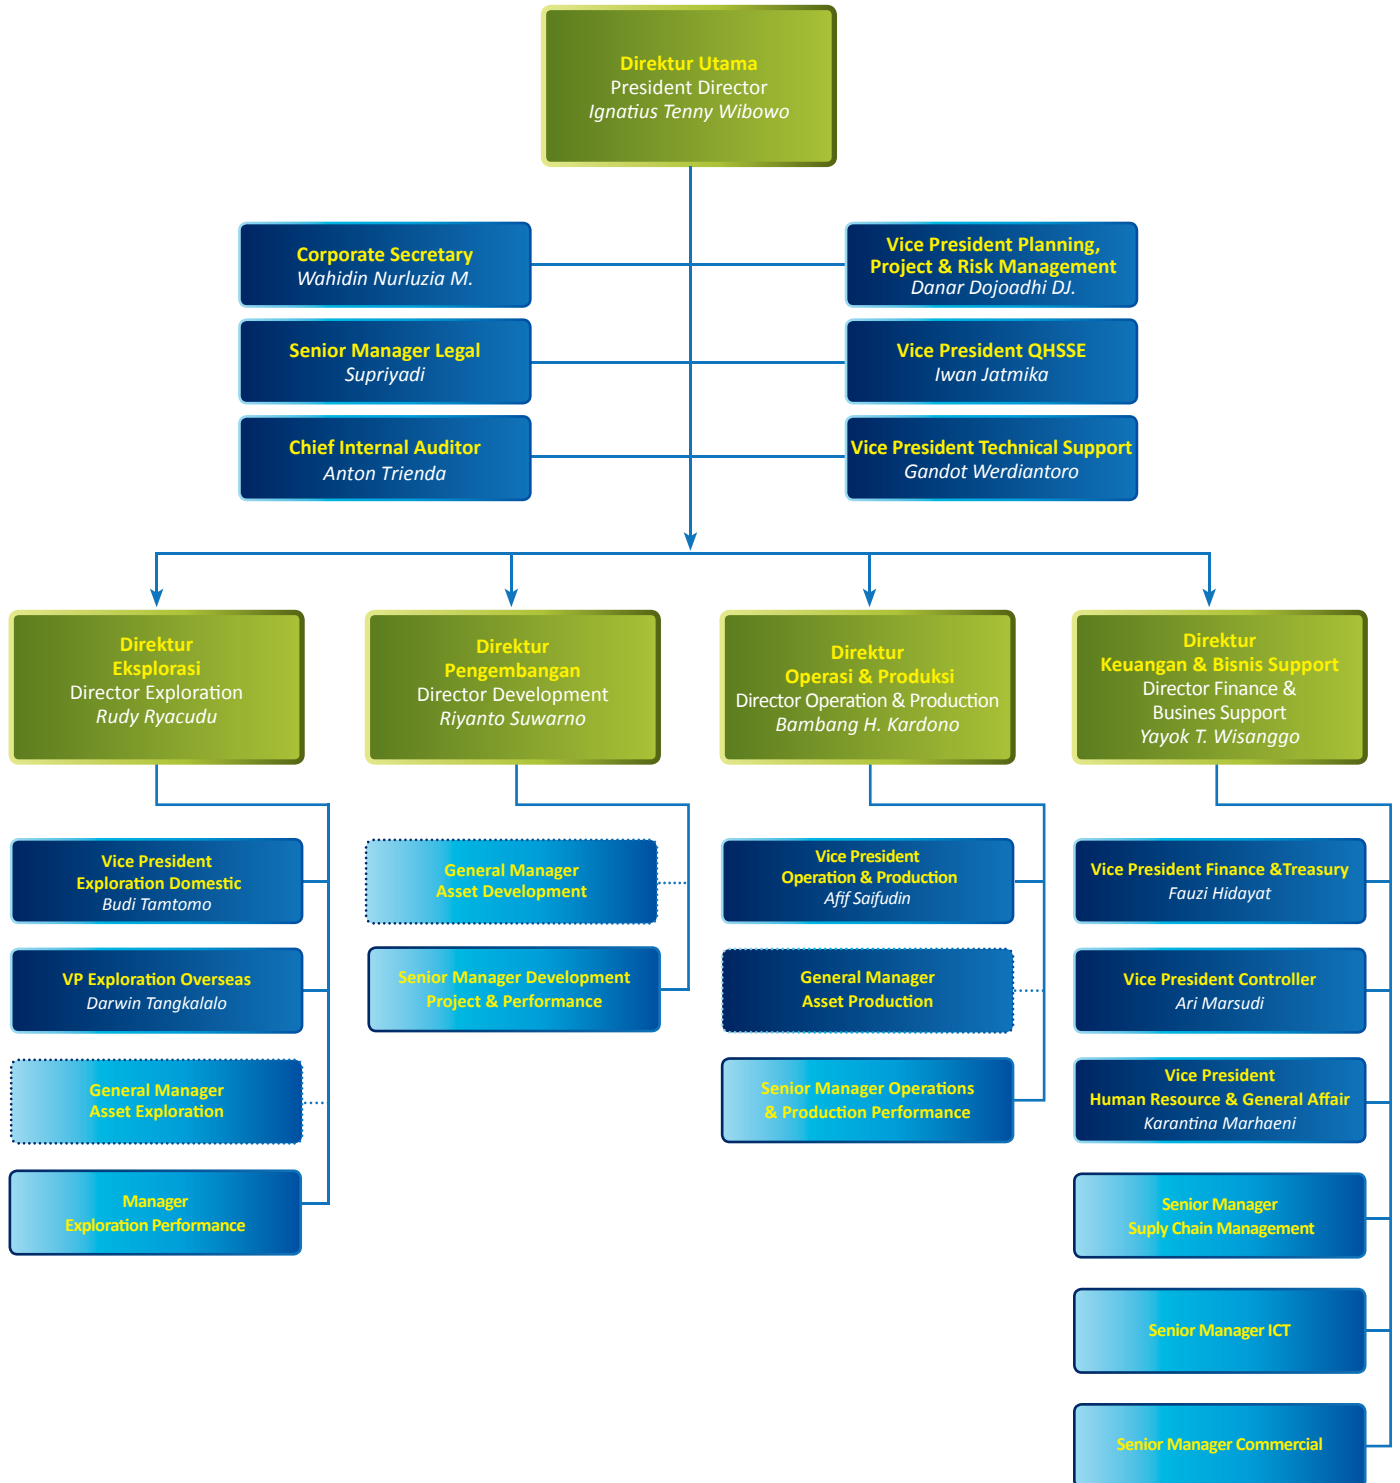 Direktur Utama
President Director
Ignatius Tenny Wibowo
Corporate Secretary
Wahidin Nurluzia M.
Vice President Planning,
Project & Risk Management
Danar Dojoadhi DJ.
Senior Manager Legal
Supriyadi
Vice President QHSSE
Iwan Jatmika
Chief Internal Auditor
Anton Trienda
Vice President Technical Support
Gandot Werdiantoro
Direktur
Eksplorasi
Director Exploration
Rudy Ryacudu
Direktur
Pengembangan
Director Development
Riyanto Suwarno
Direktur
Operasi & Produksi
Director Operation & Production
Bambang H. Kardono
Direktur
Keuangan & Bisnis Support
Director Finance &
Busines Support
Yayok T. Wisanggo
Vice President
Exploration Domestic
Budi Tamtomo
VP Exploration Overseas
Darwin Tangkalalo
General Manager
Asset Exploration
Manager
Exploration Performance
General Manager
Asset Development
Senior Manager Development
Project & Performance
Vice President
Operation & Production
Afif Saifudin
General Manager
Asset Production
Senior Manager Operations
& Production Performance
Vice President Finance &Treasury
Fauzi Hidayat
Vice President Controller
Ari Marsudi
Vice President
Human Resource & General Affair
Karantina Marhaeni
Senior Manager
Suply Chain Management
Senior Manager ICT
Senior Manager Commercial